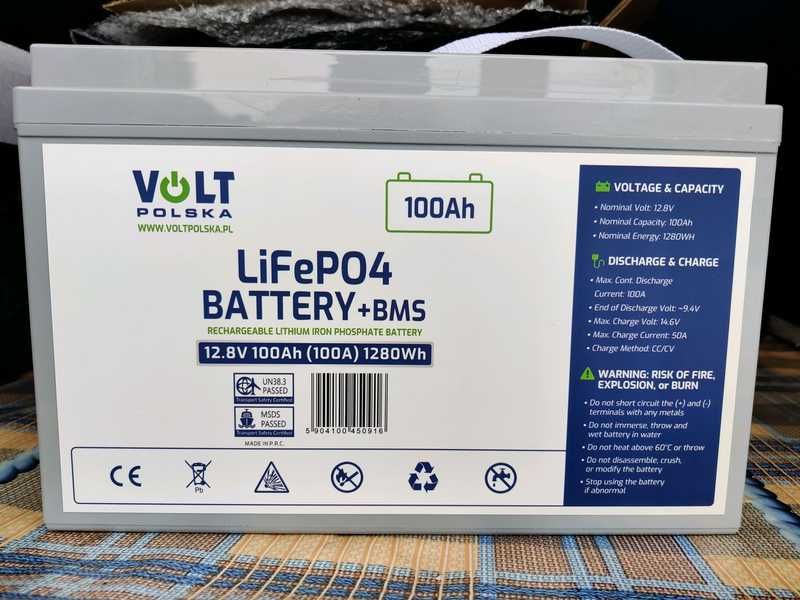 VOLT
POLSKA
WWW.VOLTPOLSKA.PL
100Ah
LiFePO4
BATTERY+BMS
RECHARGEABLE LITHIUM IRON PHOSPHATE BATTERY
12.8V 100Ah (100A) 1280Wh
UN38.3
PASSED
Transport Safety Certified
MSDS
PASSED
Transport Safety Certified
MADE IN P.R.C.
5 904100 450916
CE
Pb
VOLTAGE & CAPACITY
• Nominal Volt: 12.8V
• Nominal Capacity: 100Ah
• Nominal Energy: 1280WH
DISCHARGE & CHARGE
• Max. Cont. Discharge
Current: 100A
• End of Discharge Volt: ~9.4V
• Max. Charge Volt: 14.6V
• Max. Charge Current: 50A
• Charge Method: CC/CV
WARNING: RISK OF FIRE,
EXPLOSION, or BURN
• Do not short circuit the (+) and (-)
terminals with any metals
• Do not immerse, throw and
wet battery in water
• Do not heat above 60°C or throw
• Do not disassemble, crush,
or modify the battery
• Stop using the battery
if abnormal